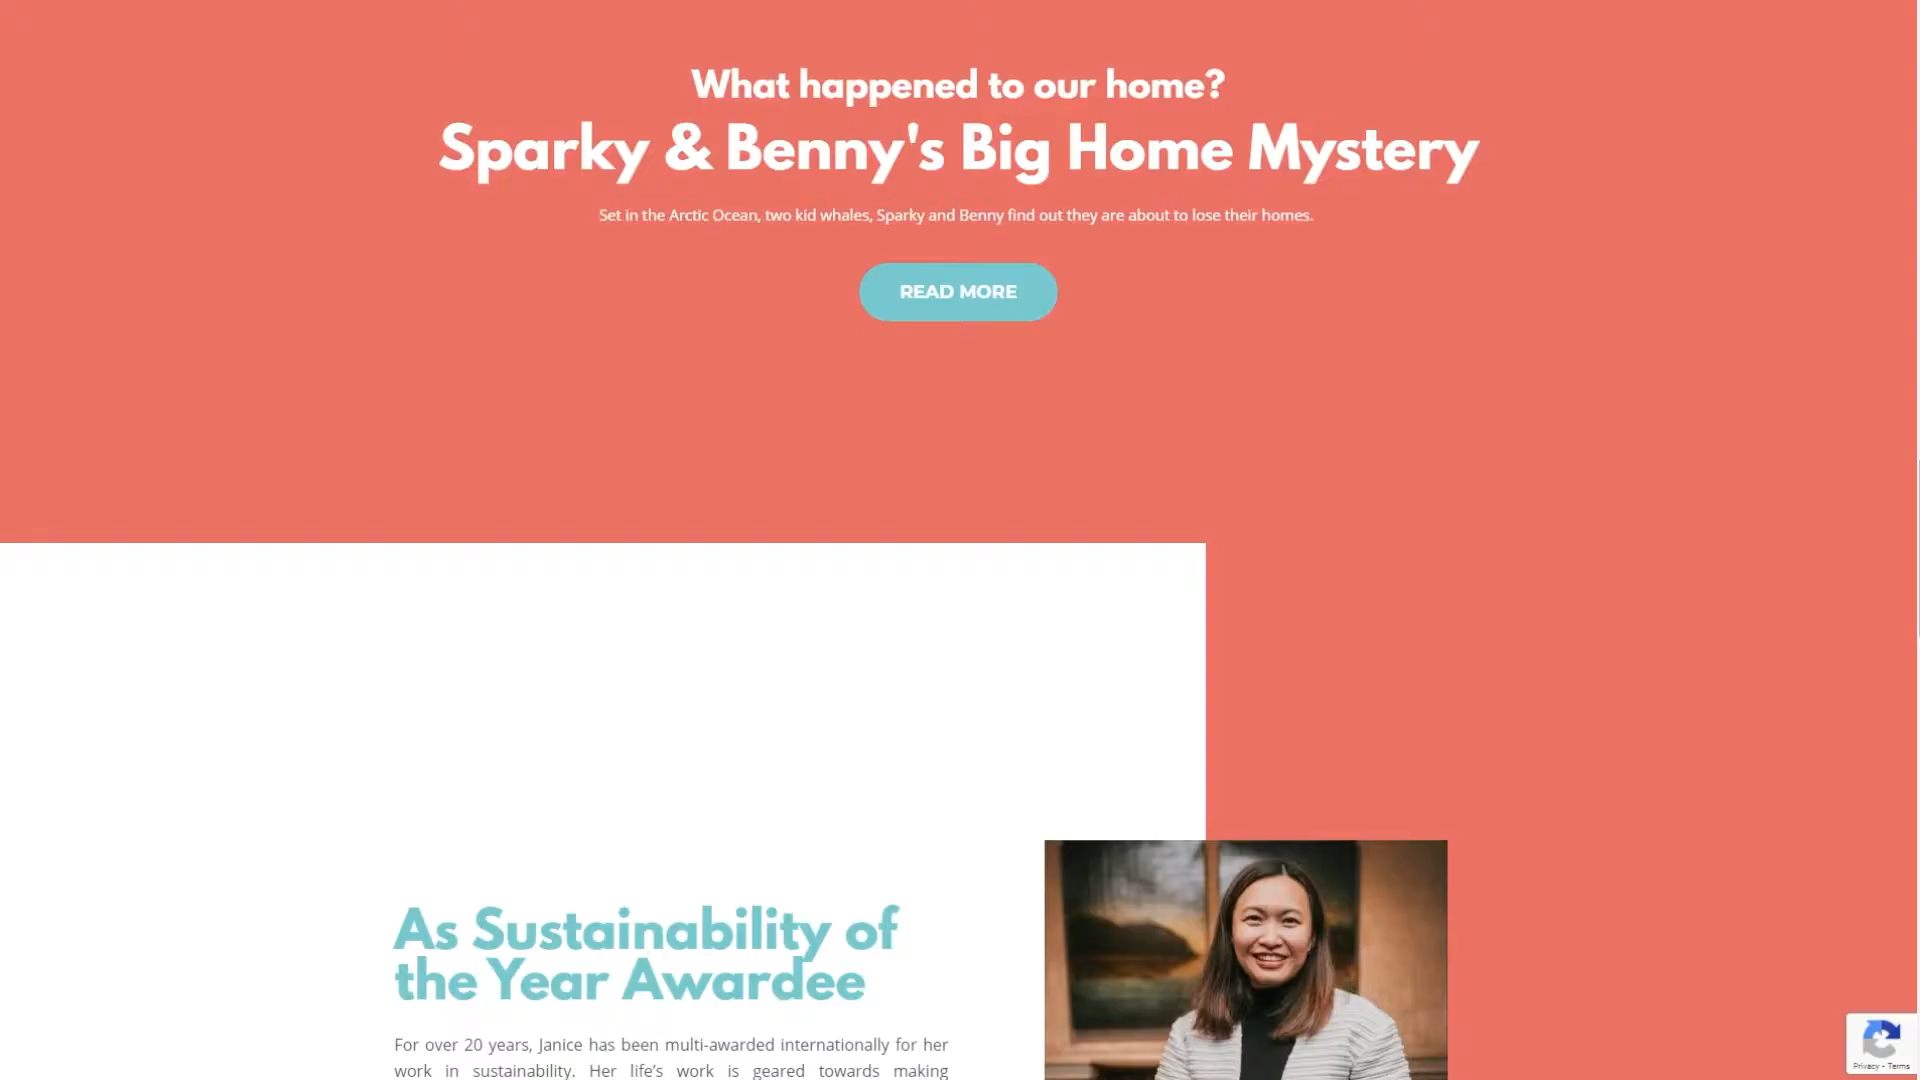 What happened to our home?
Sparky & Benny's Big Home Mystery
Set in the Arctic Ocean, two kid whales, Sparky and Benny find out they are about to lose their homes.
READ MORE
As Sustainability of
the Year Awardee
For over 20 years, Janice has been multi-awarded internationally for her
work in sustainability. Her life’s work is geared towards making
Privacy - Terms